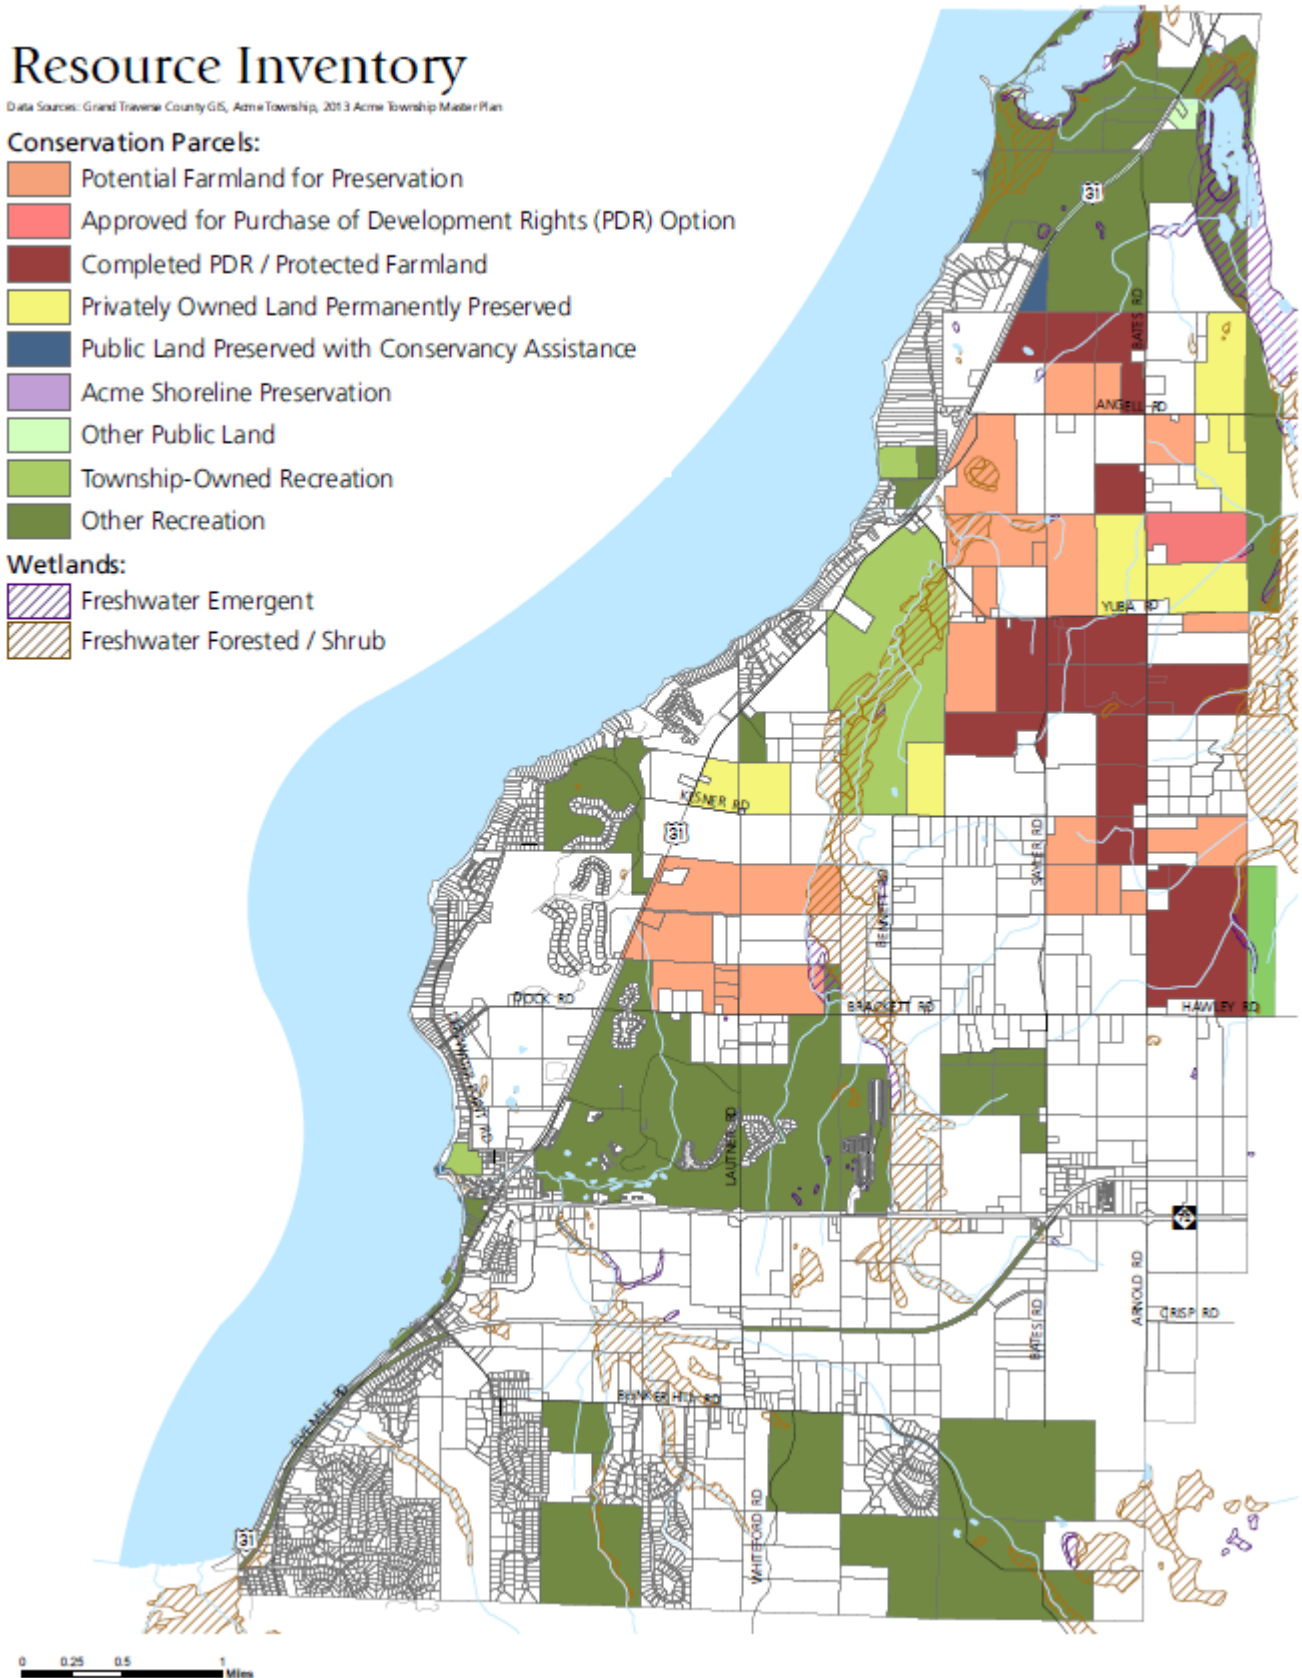 Resource Inventory
Data Sources: Grand Traverse County GIS, Acme Township, 2013 Acme Township Master Plan
Conservation Parcels:
Potential Farmland for Preservation
Approved for Purchase of Development Rights (PDR) Option
Completed PDR / Protected Farmland
Privately Owned Land Permanently Preserved
Public Land Preserved with Conservancy Assistance
Acme Shoreline Preservation
Other Public Land
Township-Owned Recreation
Other Recreation
Wetlands:
Freshwater Emergent
Freshwater Forested / Shrub
31
BATES RD
ANGELL RD
YUBA RD
KESNER RD
31
SAYLER RD
BENNETT RD
DOCK RD
BRACKETT RD
HAWLEY RD
LAUTNER RD
72
ARNOLD RD
BATES RD
CRISP RD
BUNKER HILL RD
FIVE MILE RD
WHITEFORD RD
31
0 0.25 0.5 1
Miles